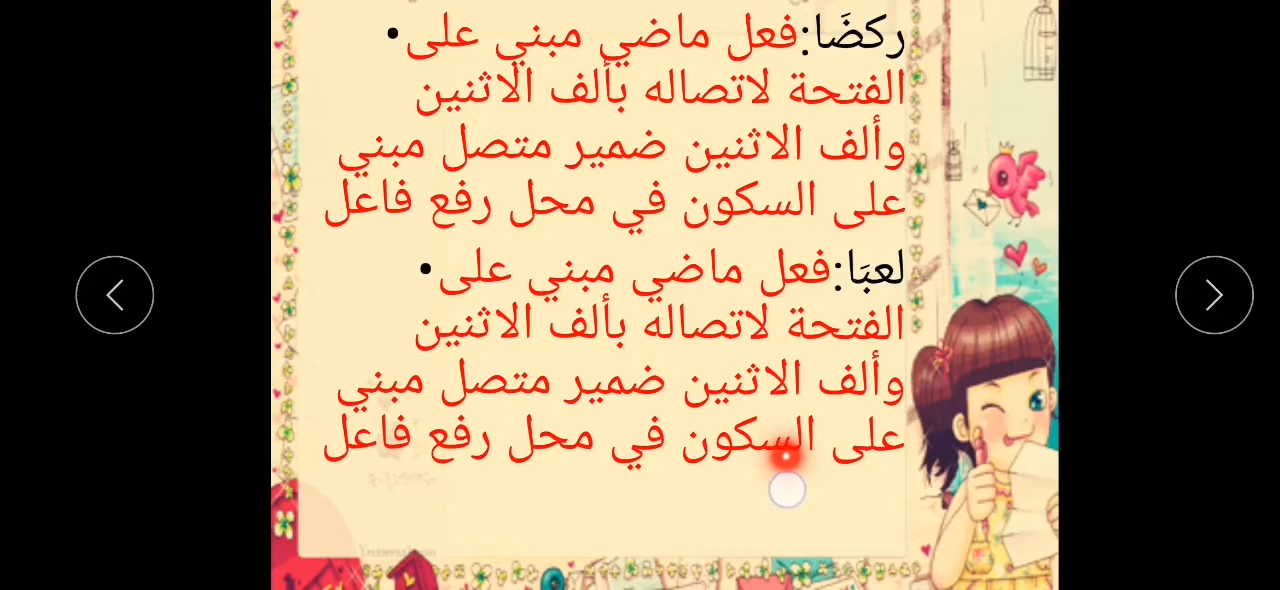 • ركضَا:فعل ماضي مبني على
الفتحة لاتصاله بألف الاثنين
وألف الاثنين ضمير متصل مبني
على السكون في محل رفع فاعل
• لعبَا:فعل ماضي مبني على
الفتحة لاتصاله بألف الاثنين
وألف الاثنين ضمير متصل مبني
على السكون في محل رفع فاعل